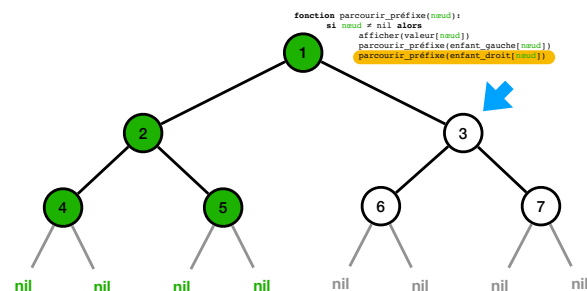 fonction parcourir_préfixe(nœud):
si nœud ≠ nil alors
afficher(valeur[nœud])
parcourir_préfixe(enfant_gauche[nœud])
parcourir_préfixe(enfant_droit[nœud])
1
2
3
4
5
6
7
nil
nil
nil
nil
nil
nil
nil
nil